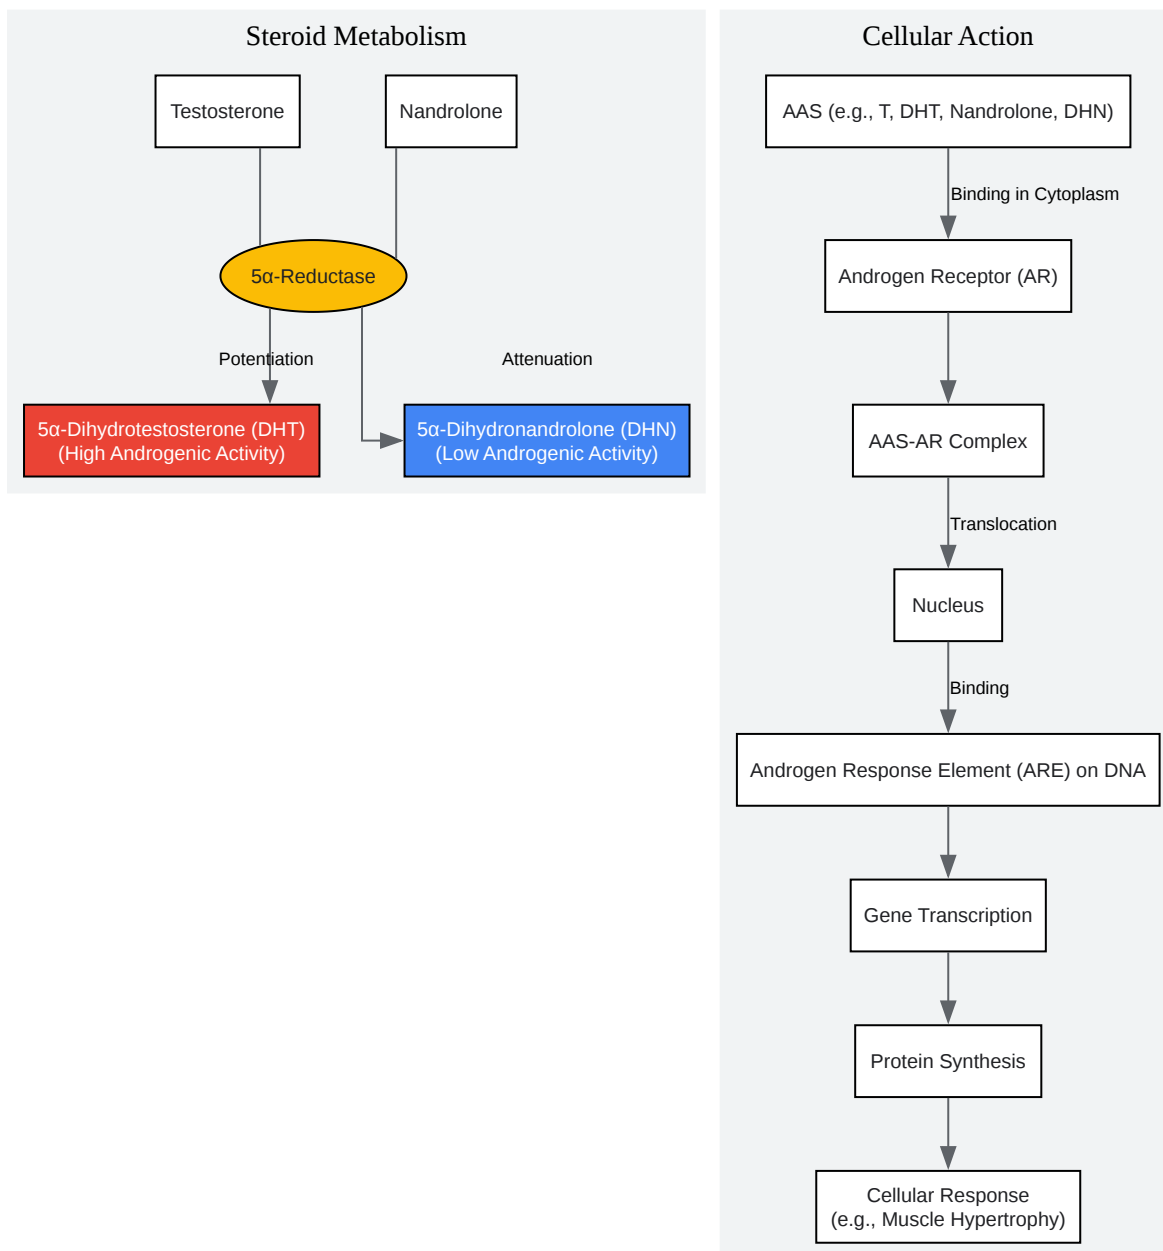 Steroid Metabolism
Testosterone
Nandrolone
5α-Reductase
Potentiation
Attenuation
5α-Dihydrotestosterone (DHT)
(High Androgenic Activity)
5α-Dihydronandrolone (DHN)
(Low Androgenic Activity)
Cellular Action
AAS (e.g., T, DHT, Nandrolone, DHN)
Binding in Cytoplasm
Androgen Receptor (AR)
AAS-AR Complex
Translocation
Nucleus
Binding
Androgen Response Element (ARE) on DNA
Gene Transcription
Protein Synthesis
Cellular Response
(e.g., Muscle Hypertrophy)